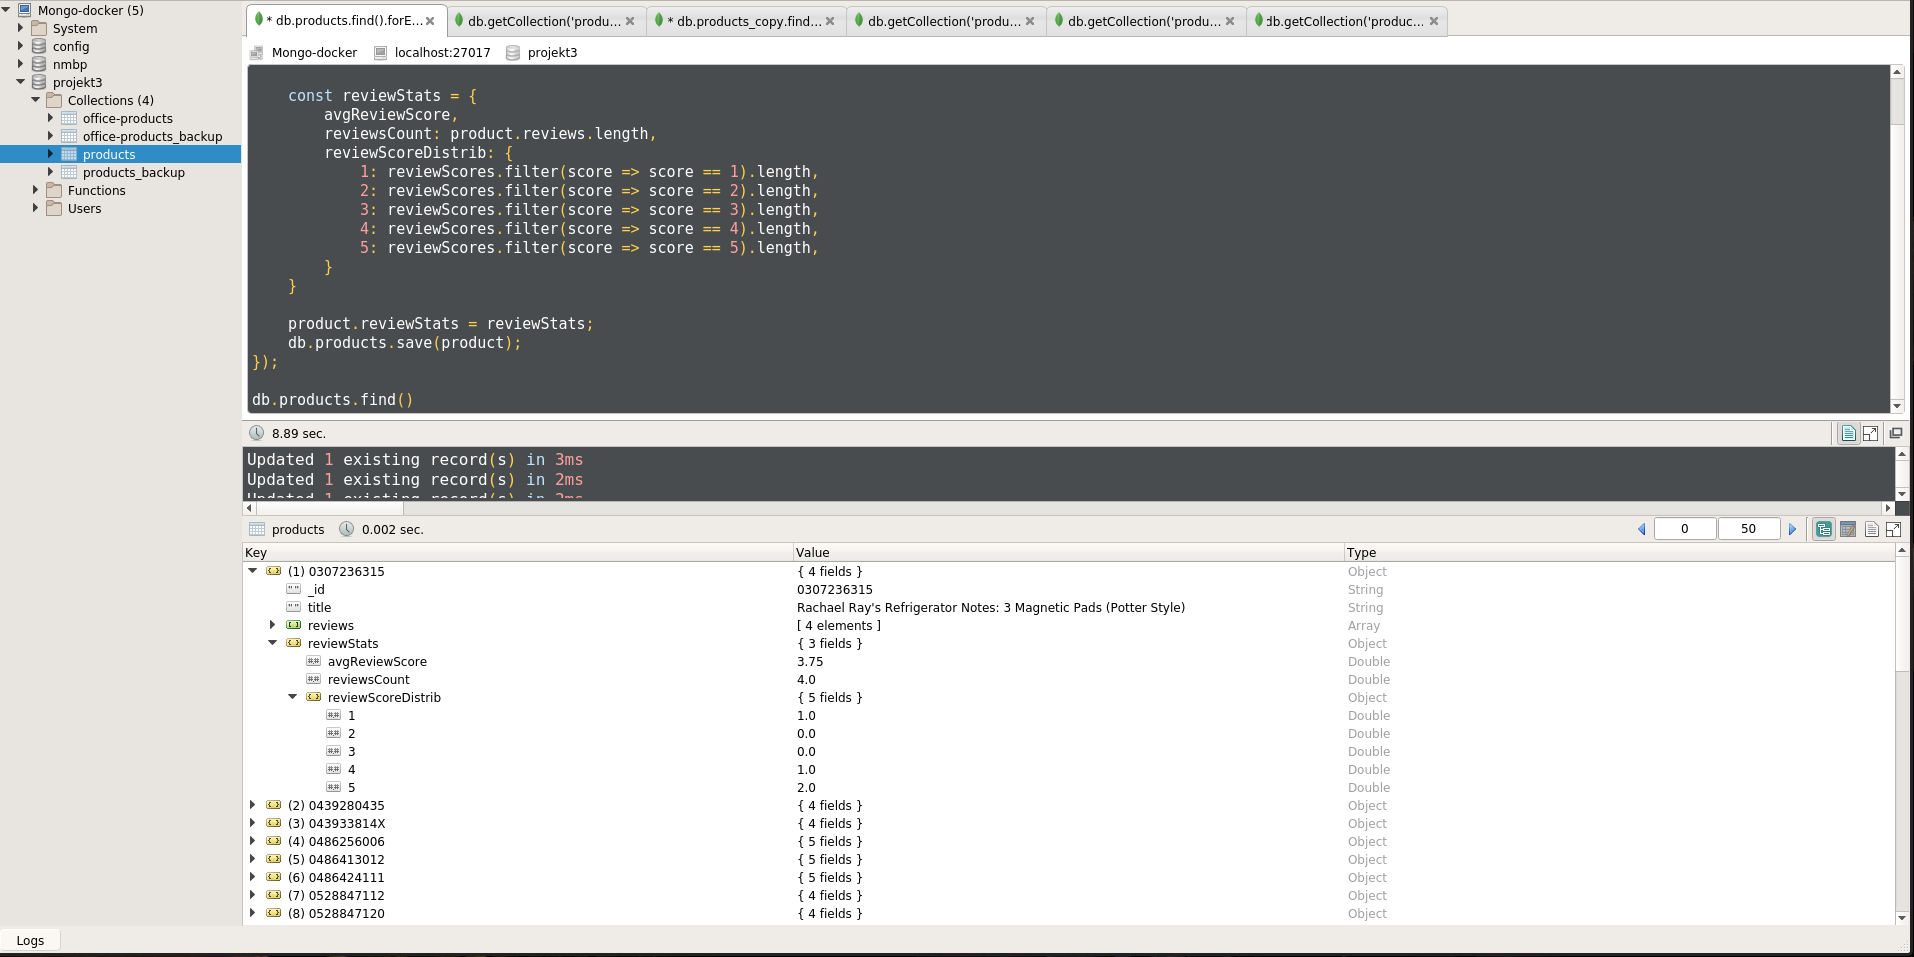 Mongo-docker (5)
System
config
nmbp
projekt3
Collections (4)
office-products
office-products_backup
products
products_backup
Functions
Users
* db.products.find().forE...
db.getCollection('produ...
* db.products_copy.find...
db.getCollection('produ...
db.getCollection('produ...
db.getCollection('produc...
Mongo-docker localhost:27017 projekt3
const reviewStats = {
avgReviewScore,
reviewsCount: product.reviews.length,
reviewScoreDistrib: {
1: reviewScores.filter(score => score == 1).length,
2: reviewScores.filter(score => score == 2).length,
3: reviewScores.filter(score => score == 3).length,
4: reviewScores.filter(score => score == 4).length,
5: reviewScores.filter(score => score == 5).length,
}
}
product.reviewStats = reviewStats;
db.products.save(product);
});
db.products.find()
8.89 sec.
Updated 1 existing record(s) in 3ms
Updated 1 existing record(s) in 2ms
Updated 1 existing record(s) in 2ms
products 0.002 sec. 0 50
Key Value Type
(1) 0307236315 { 4 fields } Object
_id 0307236315 String
title Rachael Ray's Refrigerator Notes: 3 Magnetic Pads (Potter Style) String
reviews [ 4 elements ] Array
reviewStats { 3 fields } Object
avgReviewScore 3.75 Double
reviewsCount 4.0 Double
reviewScoreDistrib { 5 fields } Object
1 1.0 Double
2 0.0 Double
3 0.0 Double
4 1.0 Double
5 2.0 Double
(2) 0439280435 { 4 fields } Object
(3) 043933814X { 4 fields } Object
(4) 0486256006 { 5 fields } Object
(5) 0486413012 { 5 fields } Object
(6) 0486424111 { 5 fields } Object
(7) 0528847112 { 4 fields } Object
(8) 0528847120 { 4 fields } Object
Logs